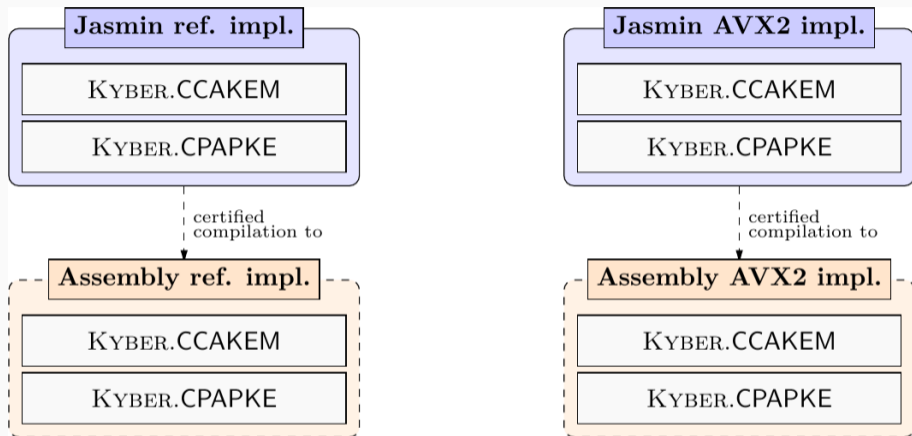 Jasmin ref. impl.
KYBER.CCAKEM
KYBER.CPAPKE
certified
compilation to
Assembly ref. impl.
KYBER.CCAKEM
KYBER.CPAPKE
Jasmin AVX2 impl.
KYBER.CCAKEM
KYBER.CPAPKE
certified
compilation to
Assembly AVX2 impl.
KYBER.CCAKEM
KYBER.CPAPKE